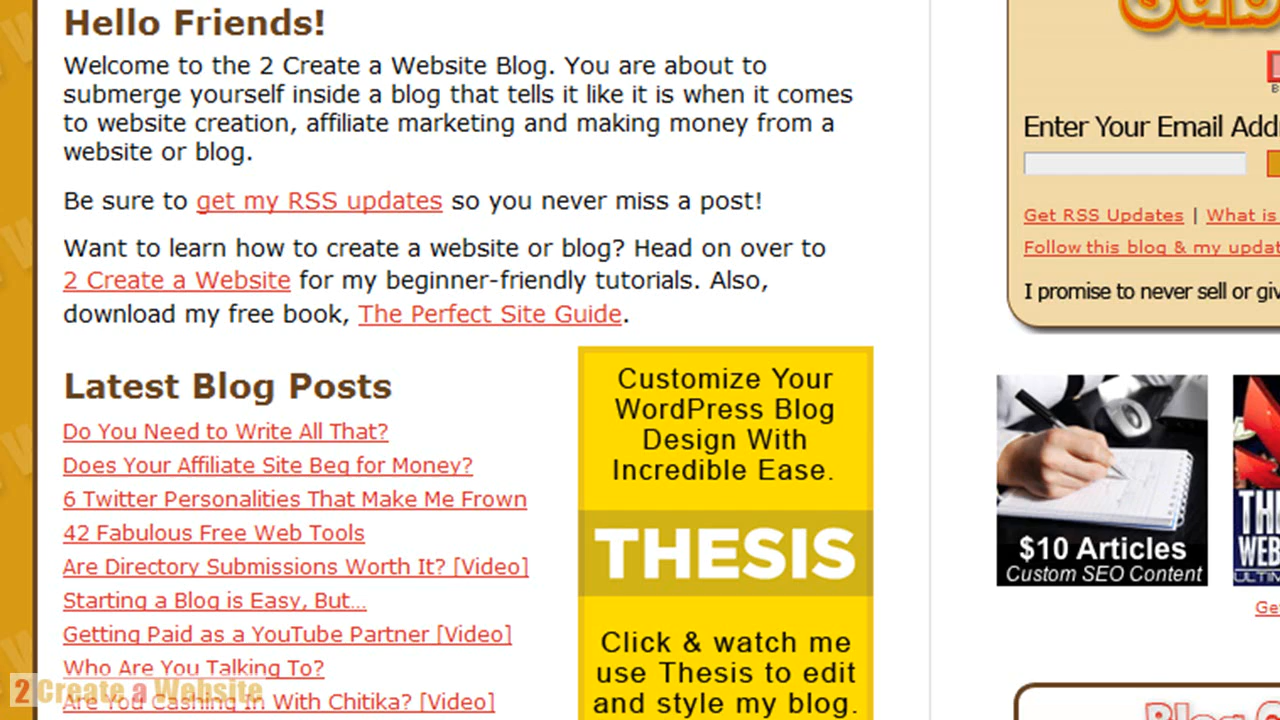 Hello Friends!
Welcome to the 2 Create a Website Blog. You are about to
submerge yourself inside a blog that tells it like it is when it comes
to website creation, affiliate marketing and making money from a
website or blog.
Be sure to get my RSS updates so you never miss a post!
Want to learn how to create a website or blog? Head on over to
2 Create a Website for my beginner-friendly tutorials. Also,
download my free book, The Perfect Site Guide.
Latest Blog Posts
Do You Need to Write All That?
Does Your Affiliate Site Beg for Money?
6 Twitter Personalities That Make Me Frown
42 Fabulous Free Web Tools
Are Directory Submissions Worth It? [Video]
Starting a Blog is Easy, But...
Getting Paid as a YouTube Partner [Video]
Who Are You Talking To?
Are You Cashing In With Chitika? [Video]
2 Create a Website
Customize Your
WordPress Blog
Design With
Incredible Ease.
THESIS
Click & watch me
use Thesis to edit
and style my blog.
Enter Your Email Add
Get RSS Updates | What is
Follow this blog & my updat
I promise to never sell or giv
$10 Articles
Custom SEO Content
TH
WEB
ULTIM
Ge
Blog